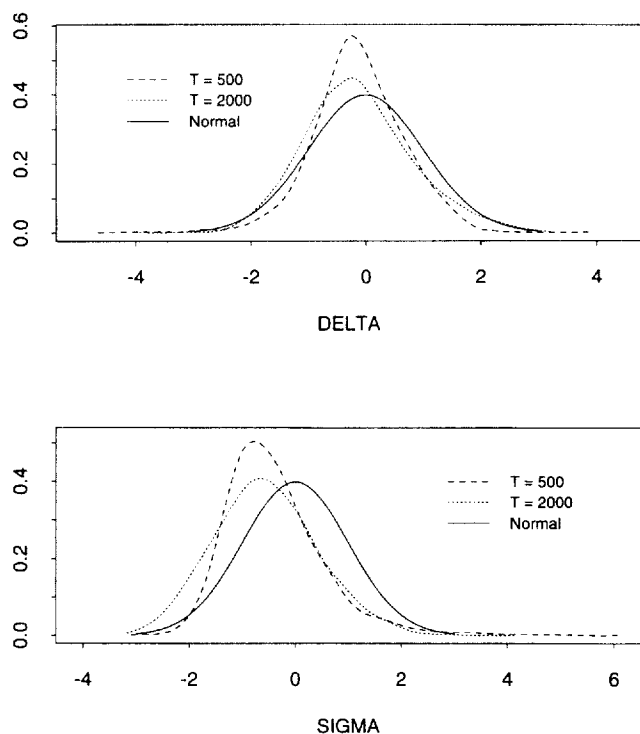 0.6
0.4
0.2
0.0
T = 500
T = 2000
Normal
-4 -2 0 2 4
DELTA
0.4
0.2
0.0
T = 500
T = 2000
Normal
-4 -2 0 2 4 6
SIGMA